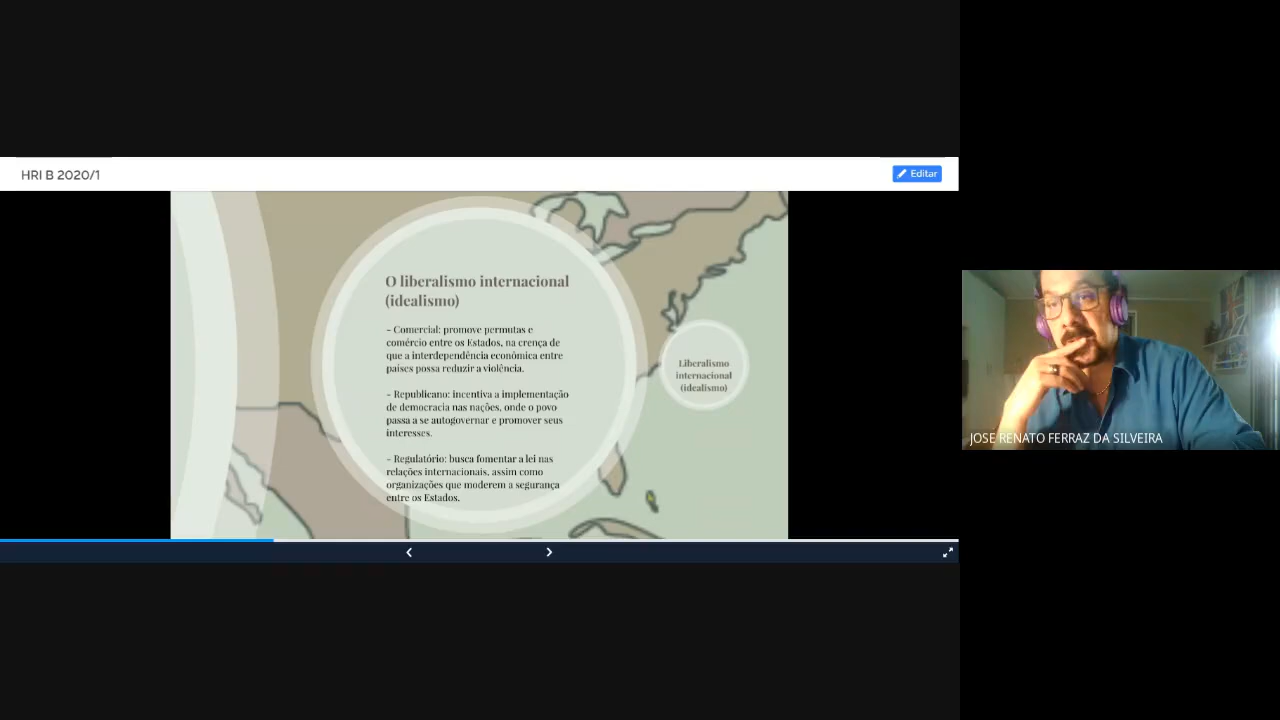 HRI B 2020/1
Editar
O liberalismo internacional
(idealismo)
- Comercial: promove permutas e
comércio entre os Estados, na crença de
que a interdependência econômica entre
países possa reduzir a violência.
- Republicano: incentiva a implementação
de democracia nas nações, onde o povo
passa a se autogovernar e promover seus
interesses.
- Regulatório: busca fomentar a lei nas
relações internacionais, assim como
organizações que moderem a segurança
entre os Estados.
Liberalismo
internacional
(idealismo)
JOSE RENATO FERRAZ DA SILVEIRA